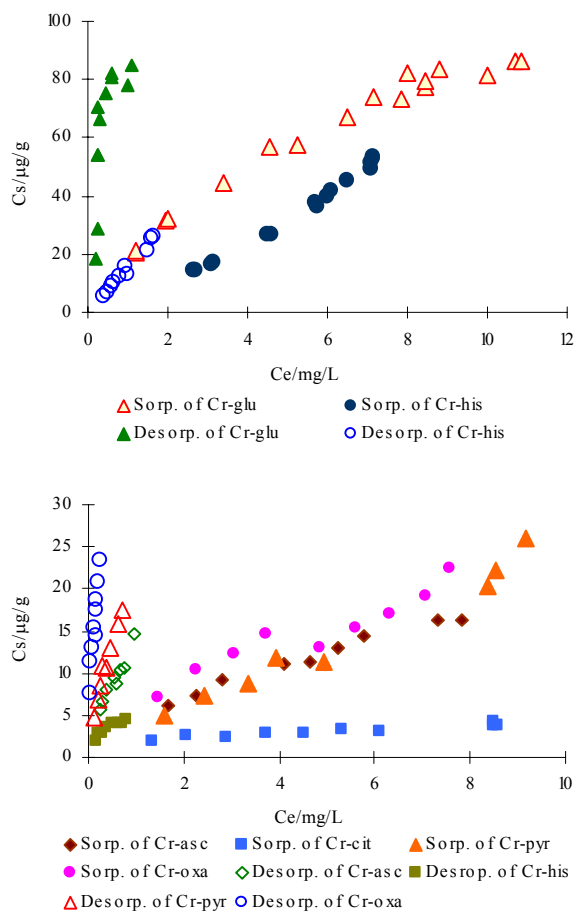 100
80
60
40
20
0
Cs/µg/g
0 2 4 6 8 10 12
Ce/mg/L
Sorp. of Cr-glu Sorp. of Cr-his
Desorp. of Cr-glu Desorp. of Cr-his
30
25
20
15
10
5
0
Cs/µg/g
0 2 4 6 8 10
Ce/mg/L
Sorp. of Cr-asc Sorp. of Cr-cit Sorp. of Cr-pyr
Sorp. of Cr-oxa Desorp. of Cr-asc Desrop. of Cr-his
Desorp. of Cr-pyr Desorp. of Cr-oxa